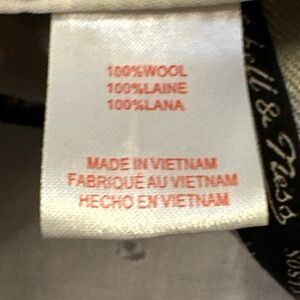 100%WOOL
100%LAINE
100%LANA
MADE IN VIETNAM
FABRIQUÉ AU VIETNAM
HECHO EN VIETNAM